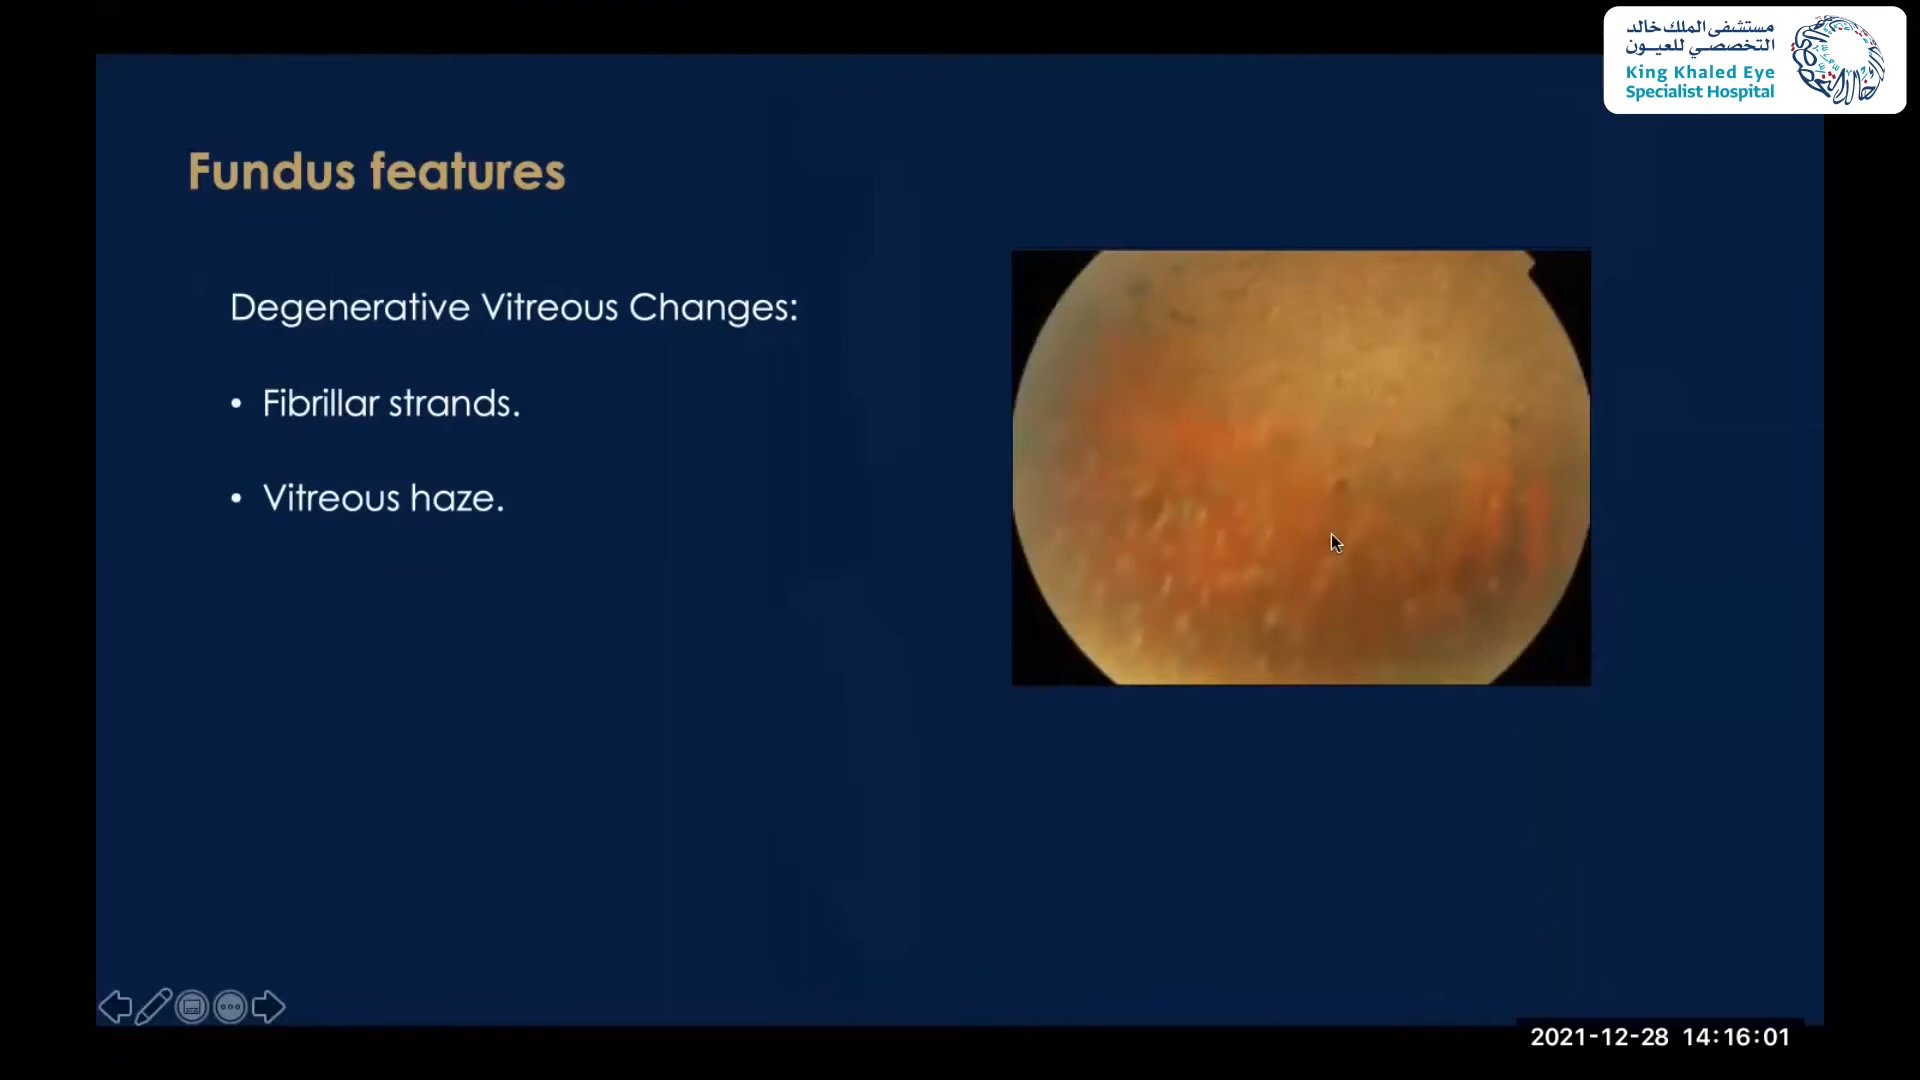 مستشفى الملك خالد
التخصصي للعيون
King Khaled Eye
Specialist Hospital
Fundus features
Degenerative Vitreous Changes:
• Fibrillar strands.
• Vitreous haze.
2021-12-28 14:16:01